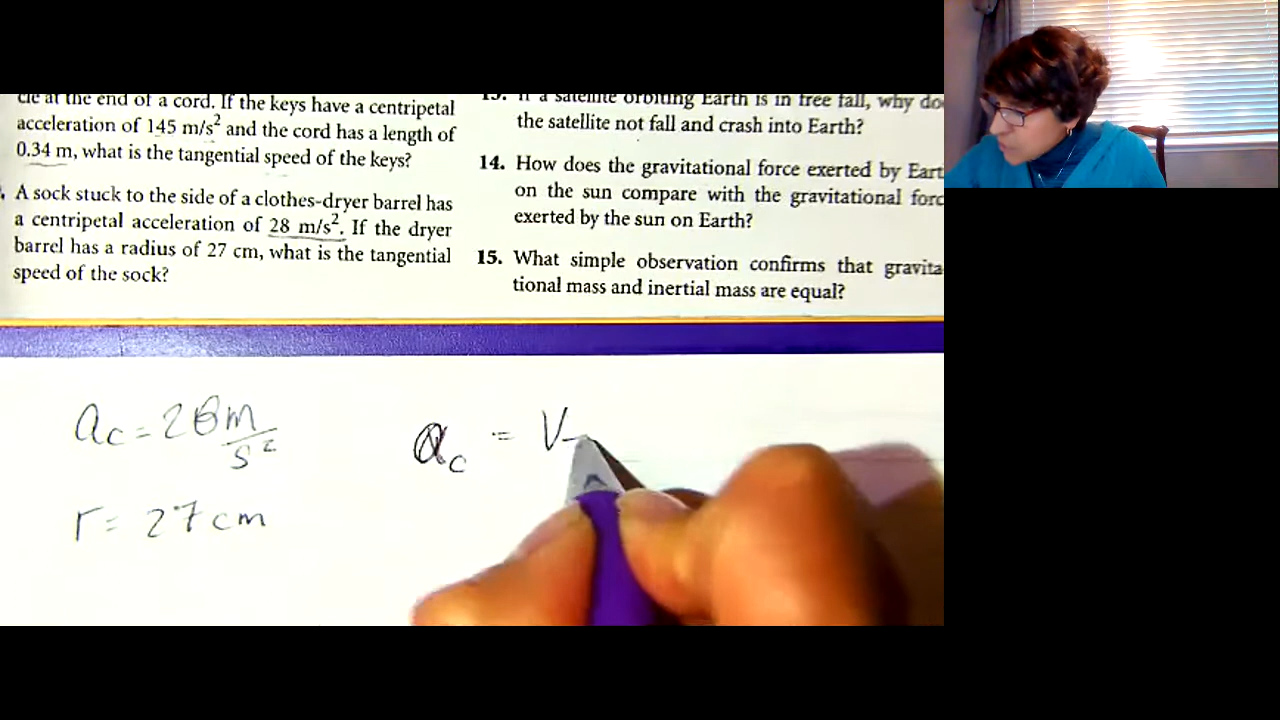 cle at the end of a cord. If the keys have a centripetal
acceleration of 145 m/s² and the cord has a length of
0.34 m, what is the tangential speed of the keys?
A sock stuck to the side of a clothes-dryer barrel has
a centripetal acceleration of 28 m/s². If the dryer
barrel has a radius of 27 cm, what is the tangential
speed of the sock?
13. If a satellite orbiting Earth is in free fall, why do
the satellite not fall and crash into Earth?
14. How does the gravitational force exerted by Eart
on the sun compare with the gravitational forc
exerted by the sun on Earth?
15. What simple observation confirms that gravita-
tional mass and inertial mass are equal?
ac = 28 m/s²
r = 27 cm
ac = V